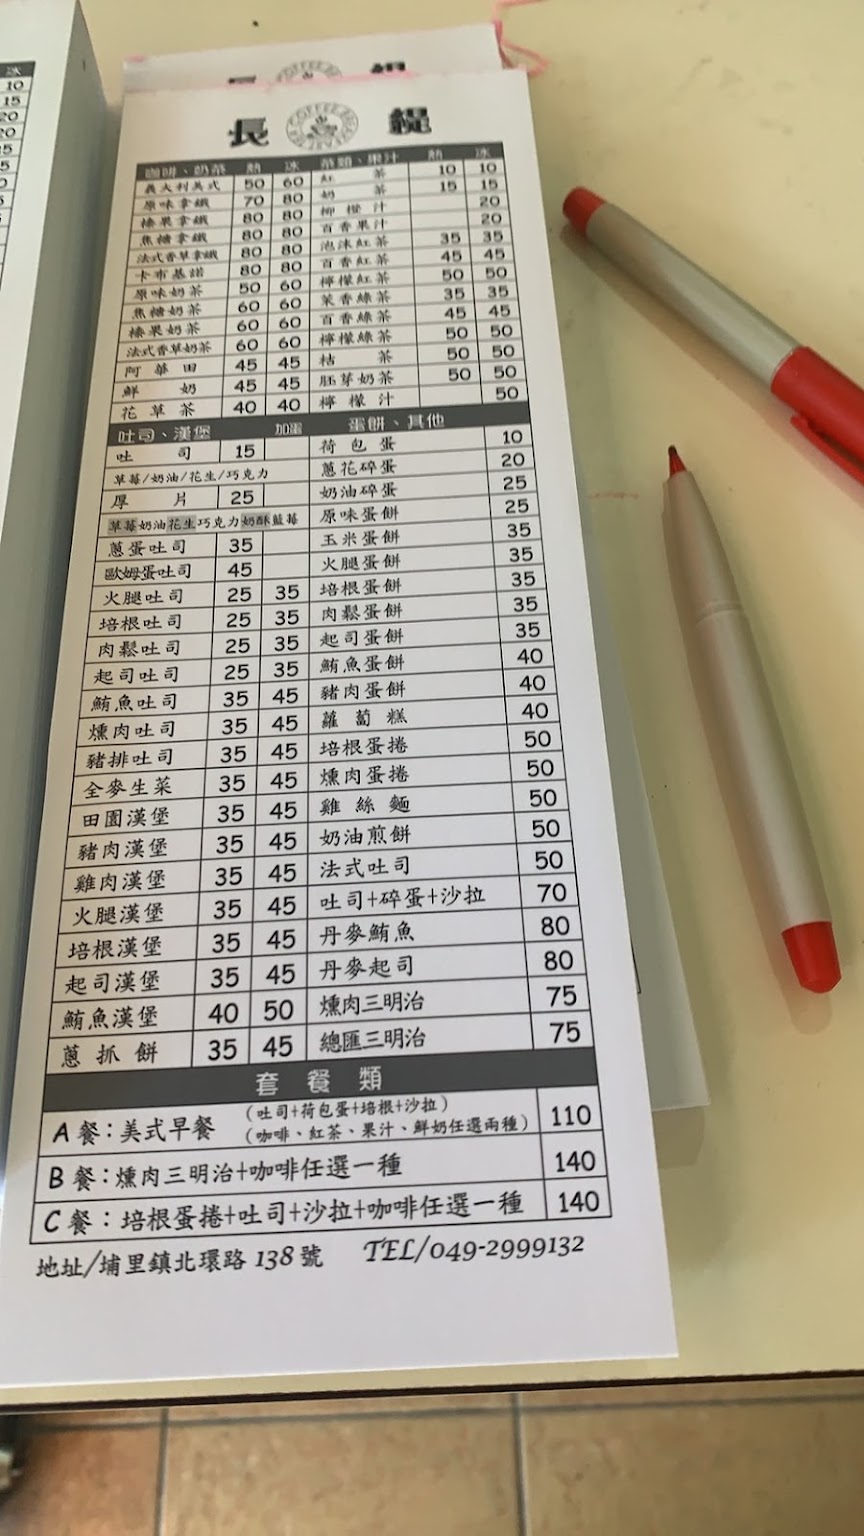 長 緹
COFFEE BREAKFAST BAR
咖啡、奶茶 熱 冰 茶類、果汁 熱 冰
義大利美式 50 60 紅茶 10 10
原味拿鐵 70 80 奶茶 15 15
榛果拿鐵 80 80 柳橙汁 20
焦糖拿鐵 80 80 百香果汁 20
法式香草拿鐵 80 80 泡沫紅茶 35 35
卡布基諾 80 80 百香紅茶 45 45
原味奶茶 50 60 檸檬紅茶 50 50
焦糖奶茶 60 60 茉香綠茶 35 35
榛果奶茶 60 60 百香綠茶 45 45
法式香草奶茶 60 60 檸檬綠茶 50 50
阿華田 45 45 桔茶 50 50
鮮奶 45 45 胚芽奶茶 50 50
花草茶 40 40 檸檬汁 50
吐司、漢堡 加蛋 蛋餅、其他
吐司 15 荷包蛋 10
草莓/奶油/花生/巧克力 蔥花碎蛋 20
厚片 25 奶油碎蛋 25
草莓奶油花生巧克力奶酥藍莓 原味蛋餅 25
蔥蛋吐司 35 玉米蛋餅 35
歐姆蛋吐司 45 火腿蛋餅 35
火腿吐司 25 35 培根蛋餅 35
培根吐司 25 35 肉鬆蛋餅 35
肉鬆吐司 25 35 起司蛋餅 35
起司吐司 25 35 鮪魚蛋餅 40
鮪魚吐司 35 45 豬肉蛋餅 40
燻肉吐司 35 45 蘿蔔糕 40
豬排吐司 35 45 培根蛋捲 50
全麥生菜 35 45 燻肉蛋捲 50
田園漢堡 35 45 雞絲麵 50
豬肉漢堡 35 45 奶油煎餅 50
雞肉漢堡 35 45 法式吐司 50
火腿漢堡 35 45 吐司+碎蛋+沙拉 70
培根漢堡 35 45 丹麥鮪魚 80
起司漢堡 35 45 丹麥起司 80
鮪魚漢堡 40 50 燻肉三明治 75
蔥抓餅 35 45 總匯三明治 75
套餐類
A餐:美式早餐 (吐司+荷包蛋+培根+沙拉) 110
(咖啡、紅茶、果汁、鮮奶任選兩種)
B餐:燻肉三明治+咖啡任選一種 140
C餐:培根蛋捲+吐司+沙拉+咖啡任選一種 140
地址/埔里鎮北環路138號 TEL/049-2999132